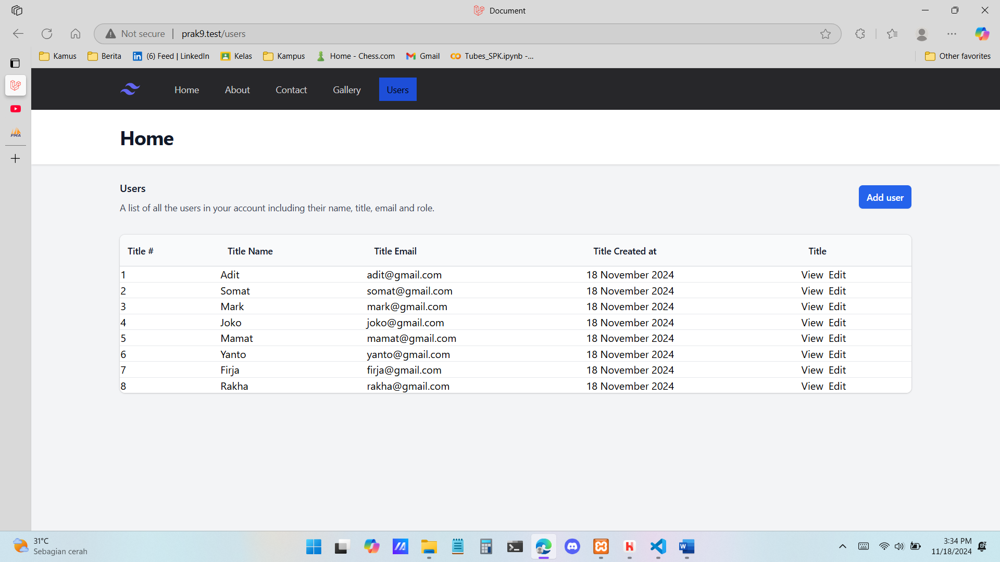 Document
Not secure prak9.test/users
Kamus Berita (6) Feed | LinkedIn Kelas Kampus Home - Chess.com Gmail Tubes_SPK.ipynb -... Other favorites
PMA
Home About Contact Gallery Users
Home
Users
Add user
A list of all the users in your account including their name, title, email and role.
Title # Title Name Title Email Title Created at Title
1 Adit adit@gmail.com 18 November 2024 View Edit
2 Somat somat@gmail.com 18 November 2024 View Edit
3 Mark mark@gmail.com 18 November 2024 View Edit
4 Joko joko@gmail.com 18 November 2024 View Edit
5 Mamat mamat@gmail.com 18 November 2024 View Edit
6 Yanto yanto@gmail.com 18 November 2024 View Edit
7 Firja firja@gmail.com 18 November 2024 View Edit
8 Rakha rakha@gmail.com 18 November 2024 View Edit
31°C
Sebagian cerah
3:34 PM
11/18/2024